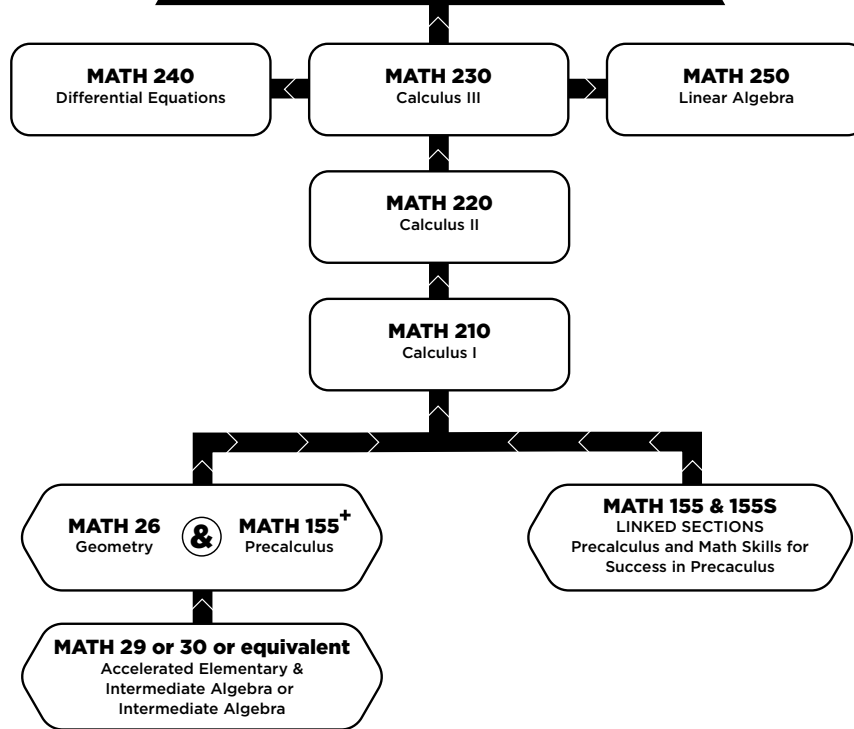 MATH 240
Differential Equations
MATH 230
Calculus III
MATH 250
Linear Algebra
MATH 220
Calculus II
MATH 210
Calculus I
MATH 26
Geometry
&
MATH 155+
Precalculus
MATH 155 & 155S
LINKED SECTIONS
Precalculus and Math Skills for
Success in Precaculus
MATH 29 or 30 or equivalent
Accelerated Elementary &
Intermediate Algebra or
Intermediate Algebra